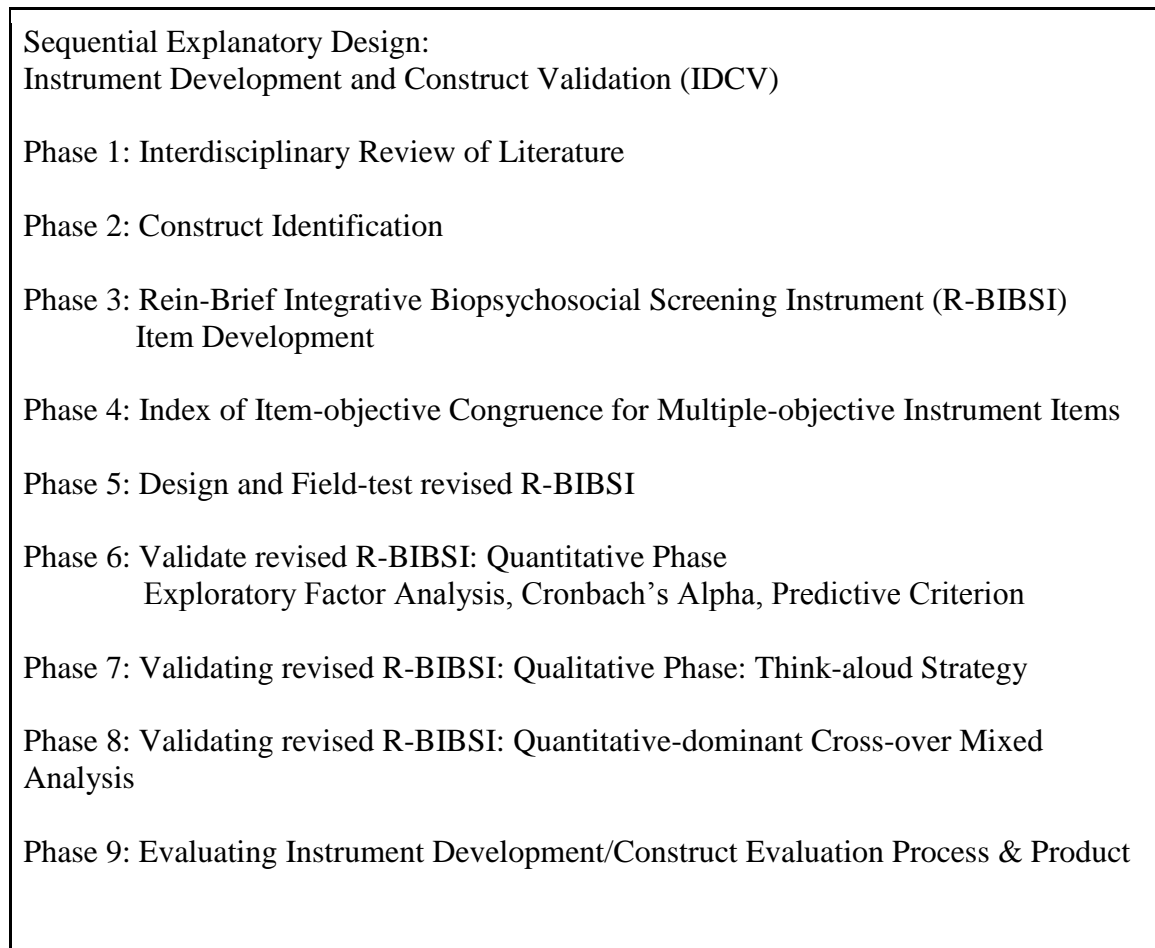 Sequential Explanatory Design:
Instrument Development and Construct Validation (IDCV)
Phase 1: Interdisciplinary Review of Literature
Phase 2: Construct Identification
Phase 3: Rein-Brief Integrative Biopsychosocial Screening Instrument (R-BIBSI)
Item Development
Phase 4: Index of Item-objective Congruence for Multiple-objective Instrument Items
Phase 5: Design and Field-test revised R-BIBSI
Phase 6: Validate revised R-BIBSI: Quantitative Phase
Exploratory Factor Analysis, Cronbach’s Alpha, Predictive Criterion
Phase 7: Validating revised R-BIBSI: Qualitative Phase: Think-aloud Strategy
Phase 8: Validating revised R-BIBSI: Quantitative-dominant Cross-over Mixed
Analysis
Phase 9: Evaluating Instrument Development/Construct Evaluation Process & Product